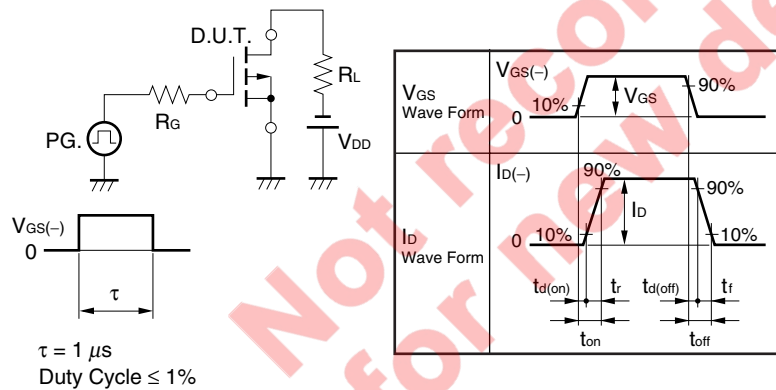 D.U.T.
RL
RG
PG.
VDD
VGS(−)
0
τ
τ = 1 μs
Duty Cycle ≤ 1%
VGS
Wave Form
VGS(−)
10%
0
VGS
90%
ID
Wave Form
ID(−)
90%
90%
ID
10%
0
10%
td(on)
tr
td(off)
tf
ton
toff
Not recor
for new de